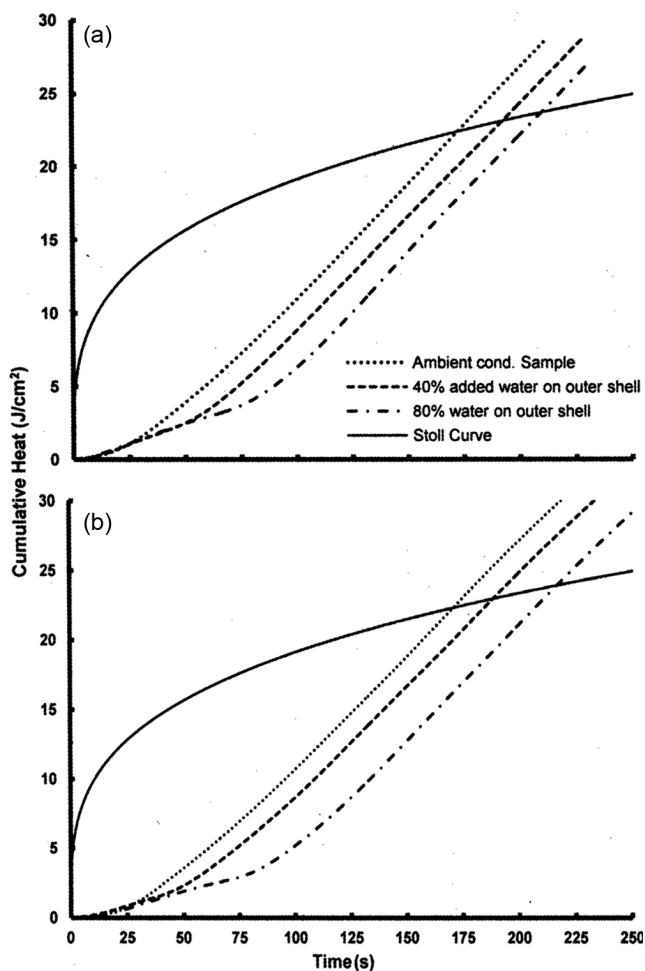 (a)
30
25
20
15
10
5
0
Ambient cond. Sample
40% added water on outer shell
80% water on outer shell
Stoll Curve
Cumulative Heat (J/cm²)
(b)
30
25
20
15
10
5
0
0 25 50 75 100 125 150 175 200 225 250
Time (s)